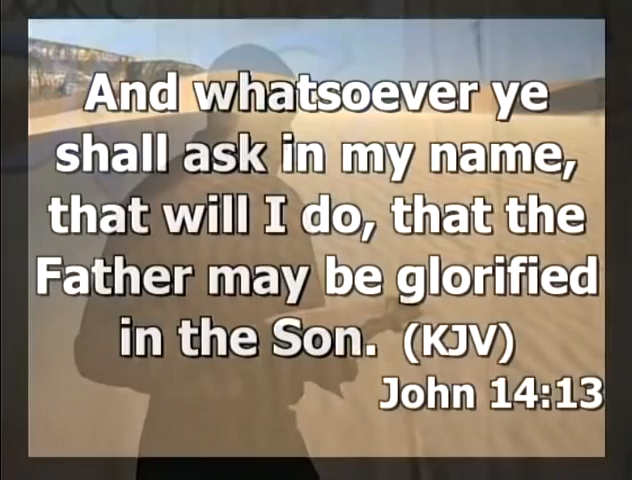 And whatsoever ye
shall ask in my name,
that will I do, that the
Father may be glorified
in the Son. (KJV)
John 14:13